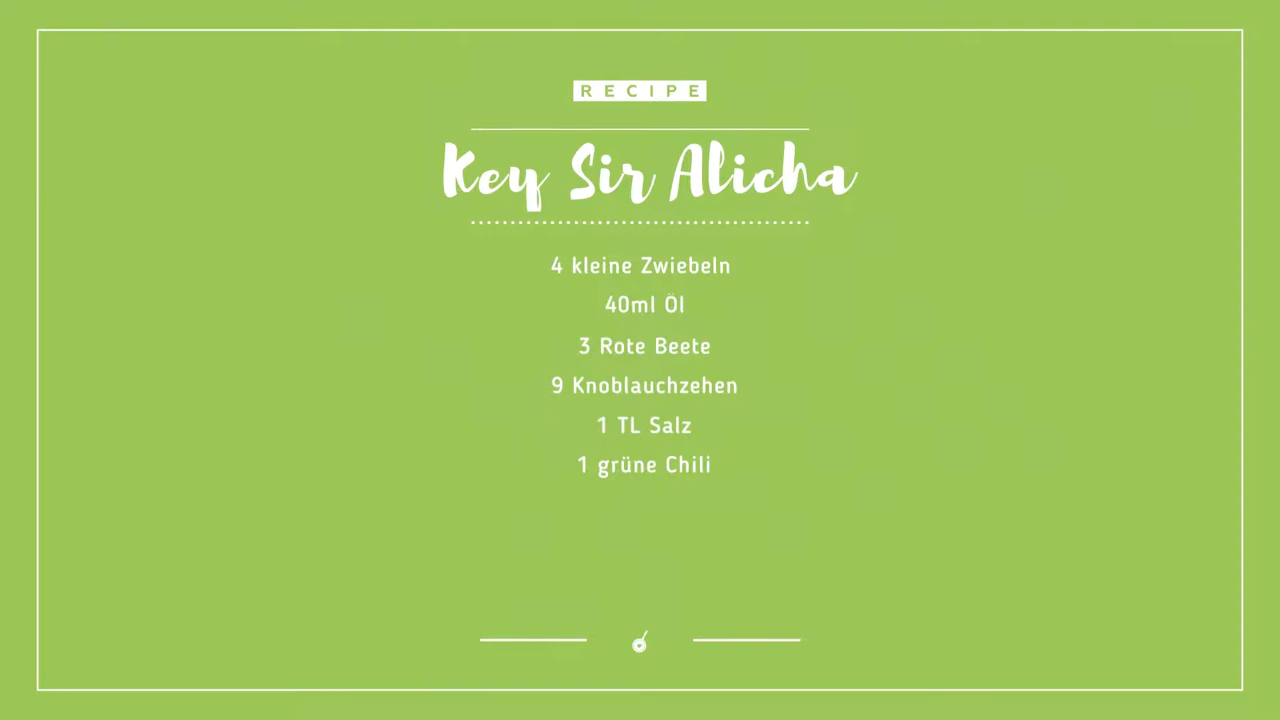 RECIPE
Key Sir Alicha
4 kleine Zwiebeln
40ml Öl
3 Rote Beete
9 Knoblauchzehen
1 TL Salz
1 grüne Chili